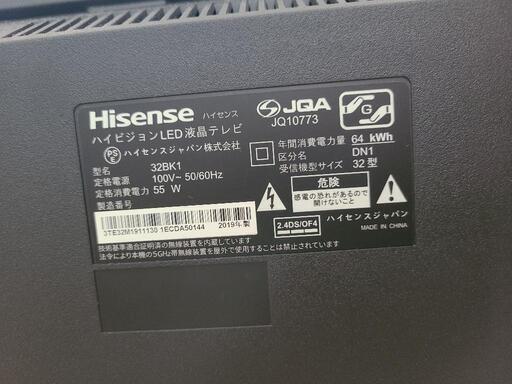 Hisense ハイセンス
ハイビジョンLED液晶テレビ
PSE ハイセンスジャパン株式会社
型名 32BK1
定格電源 100V~ 50/60Hz
定格消費電力 55 W
製造番号
3TE32M1911130 1ECDA50144 2019年製
技術基準適合証明済の無線装置を内蔵しています
法令により本機の5GHz帯無線装置を屋外で使用することは禁止されています。
JQA
JQ10773
G
年間消費電力量 64 kWh
区分名 DN1
受信機型サイズ 32 型
危険
感電の恐れがあるので
開けないで下さい
2.4DS/OF4
ハイセンスジャパン
MADE IN CHINA